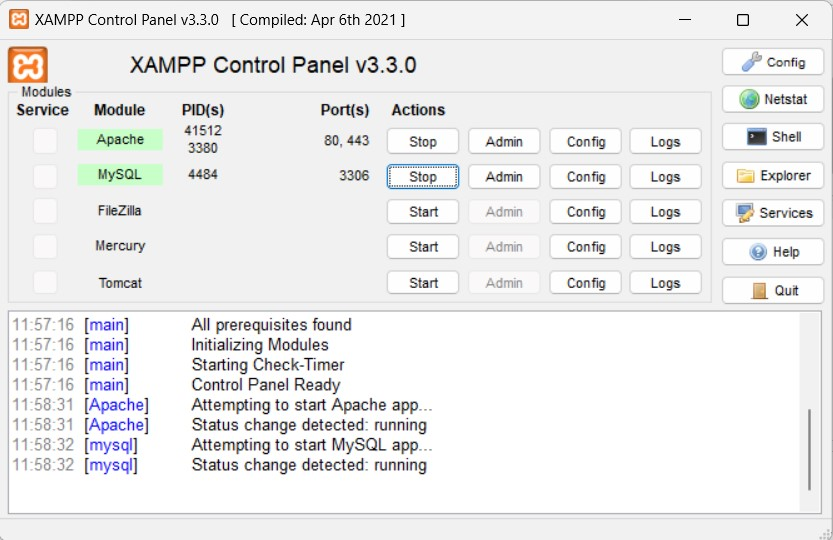 XAMPP Control Panel v3.3.0 [ Compiled: Apr 6th 2021 ]
XAMPP Control Panel v3.3.0
Config
Modules
Service Module PID(s) Port(s) Actions
Netstat
Apache 41512 3380 80, 443 Stop Admin Config Logs
Shell
MySQL 4484 3306 Stop Admin Config Logs
Explorer
FileZilla Start Admin Config Logs
Services
Mercury Start Admin Config Logs
Help
Tomcat Start Admin Config Logs
Quit
11:57:16 [main] All prerequisites found
11:57:16 [main] Initializing Modules
11:57:16 [main] Starting Check-Timer
11:57:16 [main] Control Panel Ready
11:58:31 [Apache] Attempting to start Apache app...
11:58:31 [Apache] Status change detected: running
11:58:32 [mysql] Attempting to start MySQL app...
11:58:32 [mysql] Status change detected: running